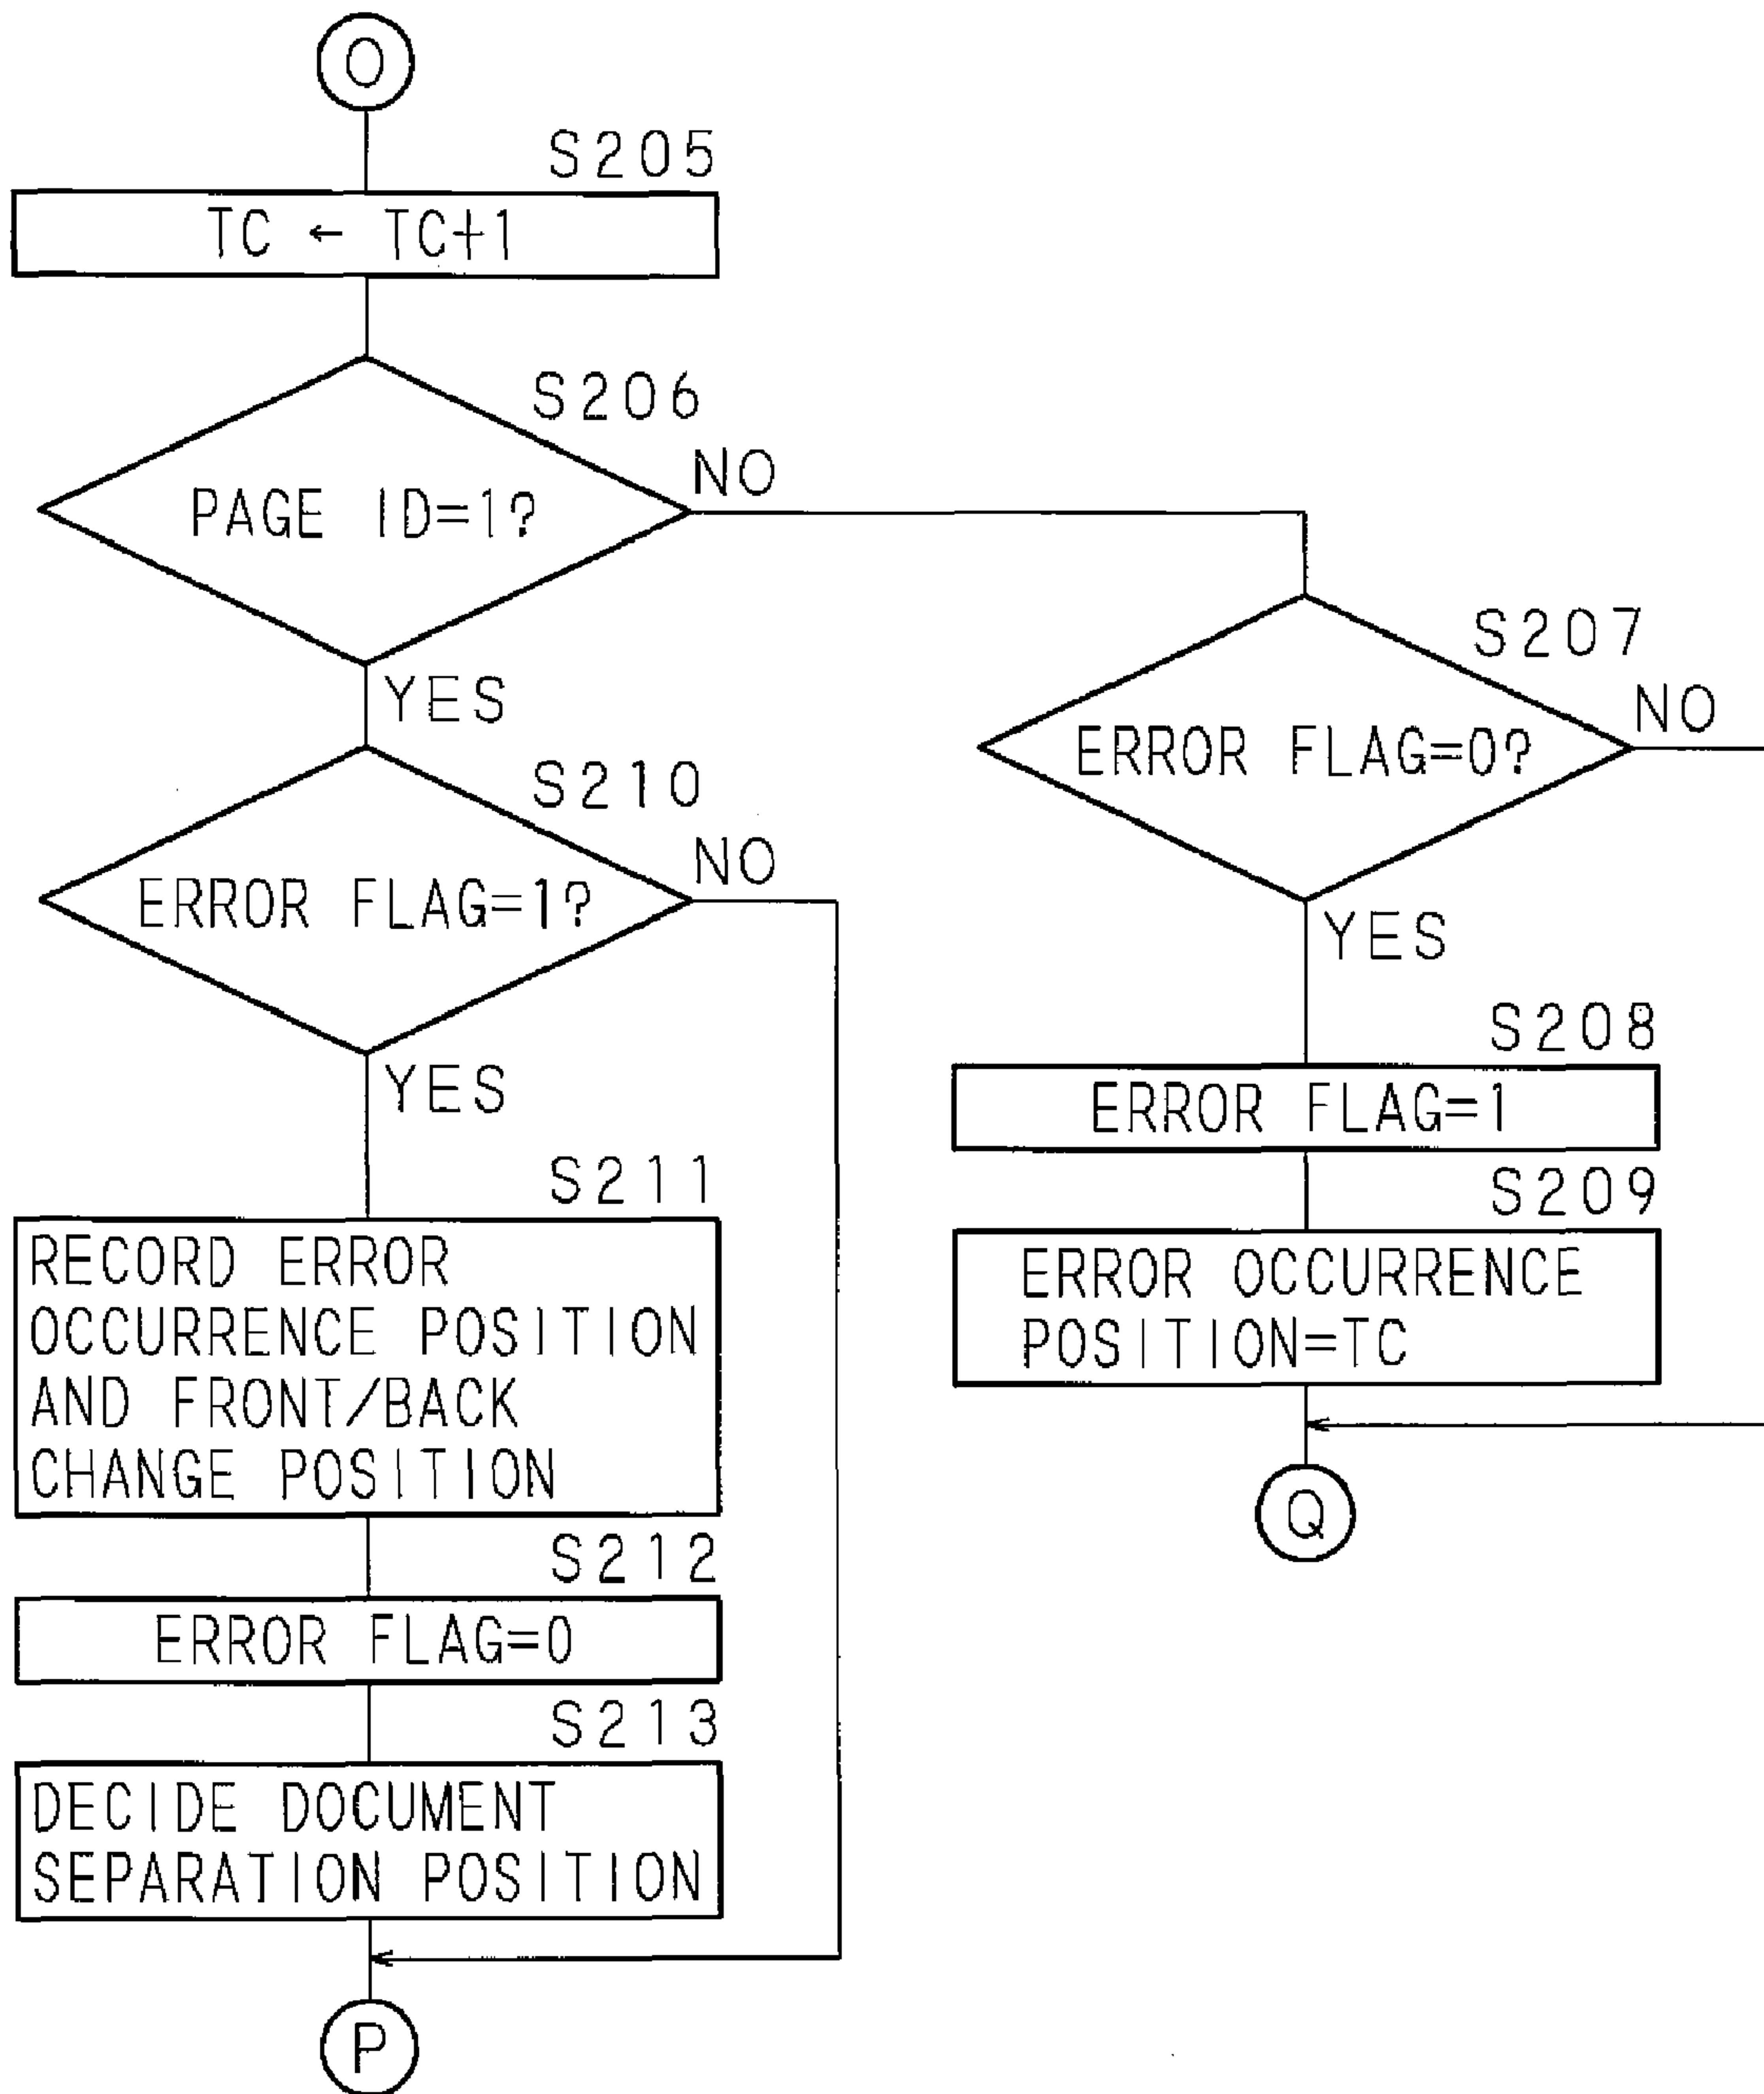 O
S205
TC ← TC+1
S206
PAGE ID=1?
NO
YES
S207
ERROR FLAG=0?
NO
YES
S210
ERROR FLAG=1?
NO
YES
S208
ERROR FLAG=1
S209
ERROR OCCURRENCE
POSITION=TC
Q
S211
RECORD ERROR
OCCURRENCE POSITION
AND FRONT/BACK
CHANGE POSITION
S212
ERROR FLAG=0
S213
DECIDE DOCUMENT
SEPARATION POSITION
P